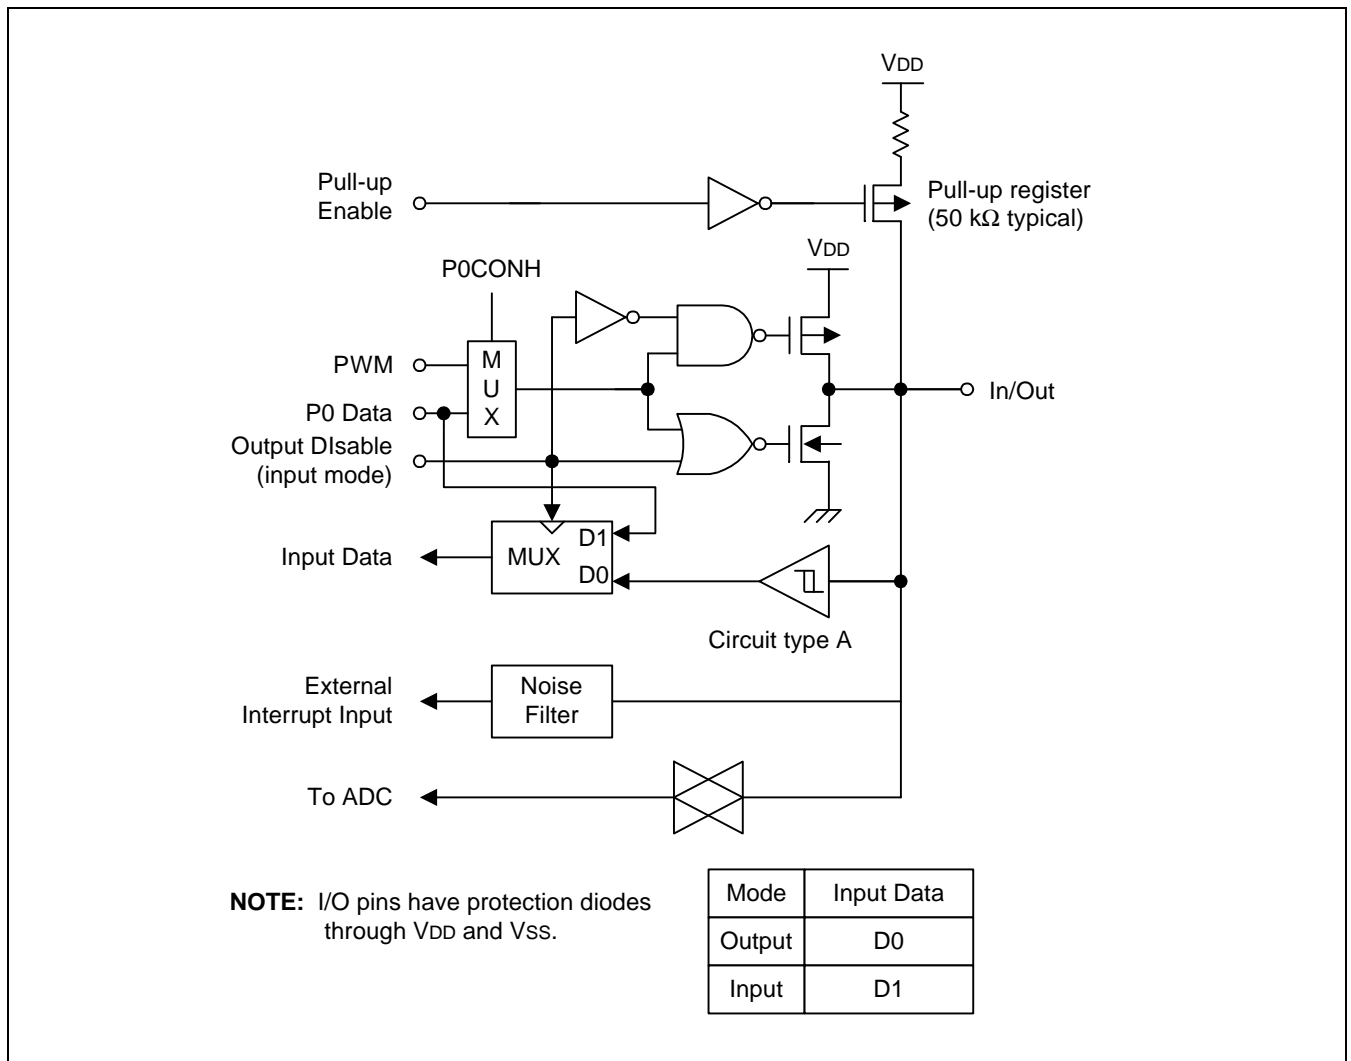 VDD
Pull-up
Enable
Pull-up register
(50 kΩ typical)
VDD
P0CONH
PWM
M
U
X
P0 Data
In/Out
Output DIsable
(input mode)
Input Data
MUX
D1
D0
Circuit type A
External
Interrupt Input
Noise
Filter
To ADC
NOTE: I/O pins have protection diodes
through VDD and VSS.
Mode Input Data
Output D0
Input D1